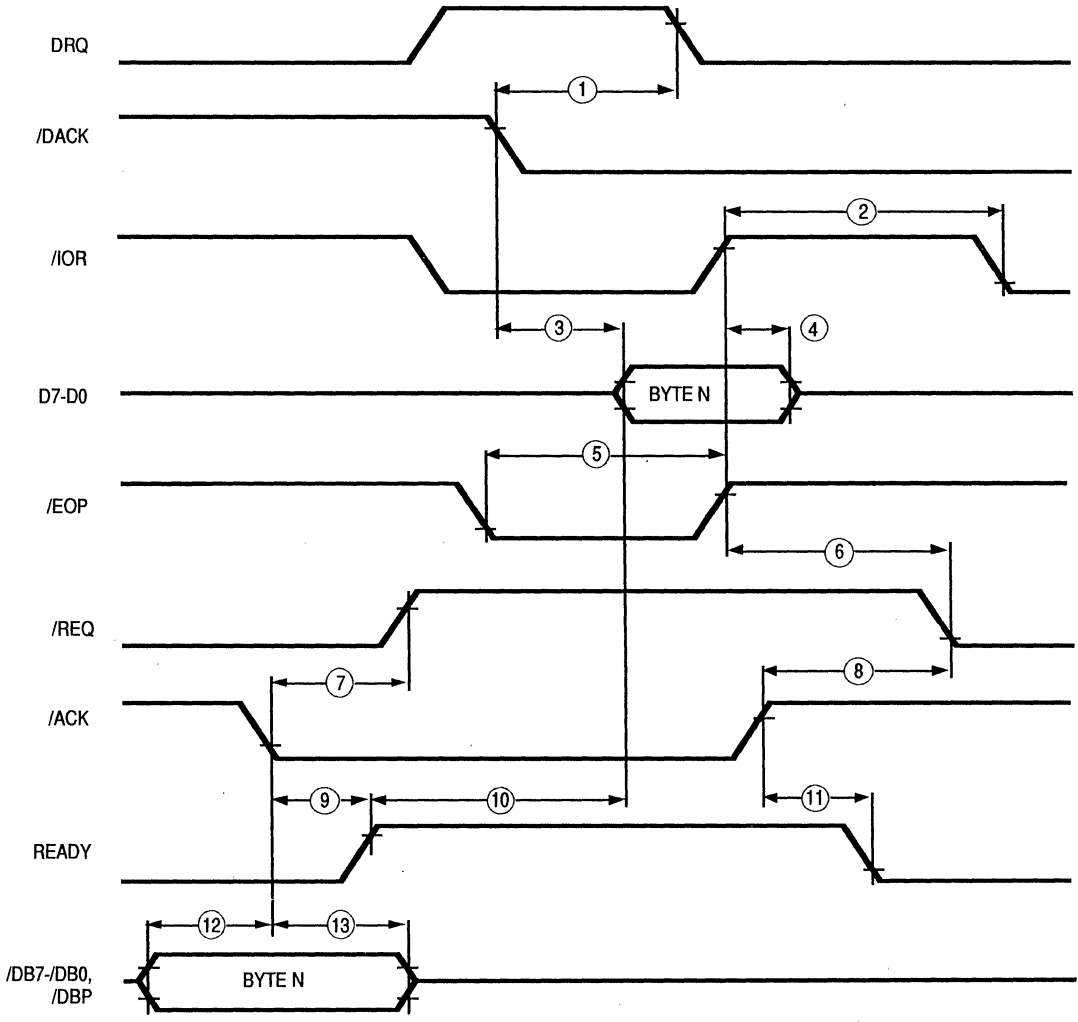 DRQ
1
/DACK
2
/IOR
3
4
D7-D0
BYTE N
5
/EOP
6
/REQ
7
8
/ACK
9
10
11
READY
12
13
/DB7-/DB0,
/DBP
BYTE N